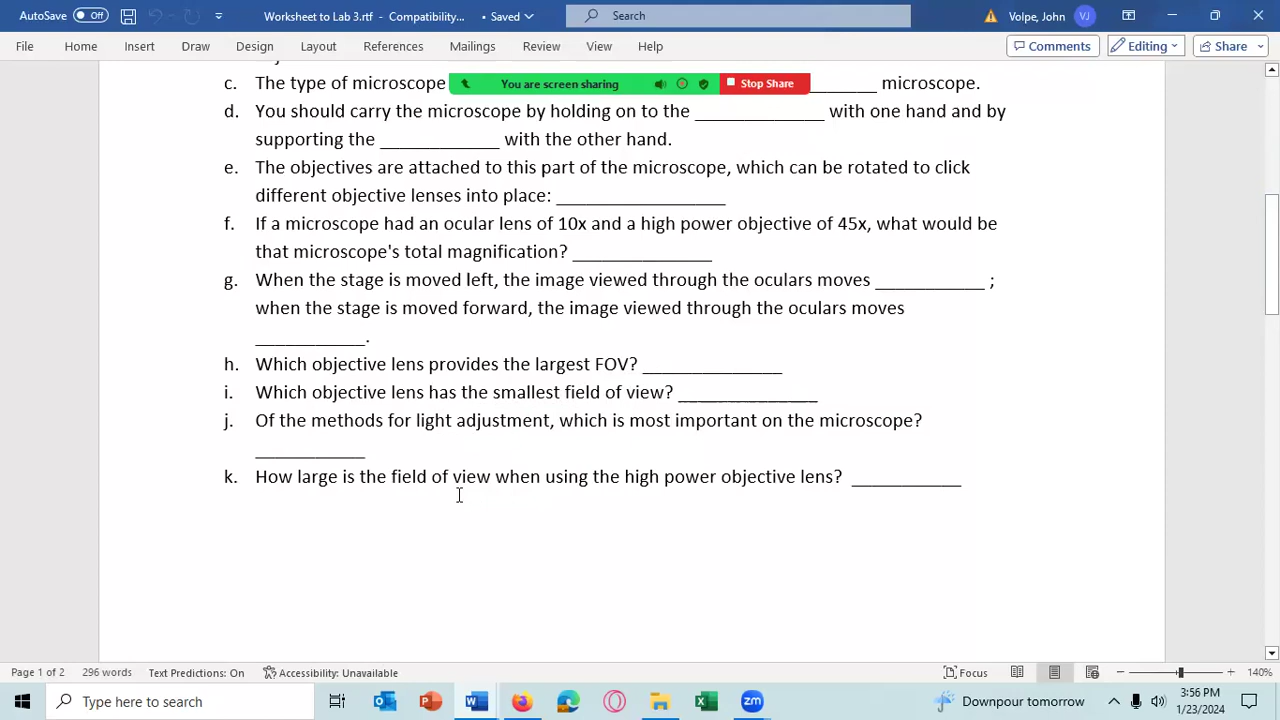 AutoSave Off Worksheet to Lab 3.rtf - Compatibility... • Saved Search Volpe, John VJ
File Home Insert Draw Design Layout References Mailings Review View Help Comments Editing Share
c. The type of microscope You are screen sharing Stop Share _______ microscope.
d. You should carry the microscope by holding on to the _____________ with one hand and by
supporting the ____________ with the other hand.
e. The objectives are attached to this part of the microscope, which can be rotated to click
different objective lenses into place: _________________
f. If a microscope had an ocular lens of 10x and a high power objective of 45x, what would be
that microscope's total magnification? ______________
g. When the stage is moved left, the image viewed through the oculars moves ___________ ;
when the stage is moved forward, the image viewed through the oculars moves
___________.
h. Which objective lens provides the largest FOV? ______________
i. Which objective lens has the smallest field of view? ______________
j. Of the methods for light adjustment, which is most important on the microscope?
___________
k. How large is the field of view when using the high power objective lens? ___________
Page 1 of 2 296 words Text Predictions: On Accessibility: Unavailable Focus 140%
Type here to search Downpour tomorrow 3:56 PM
1/23/2024